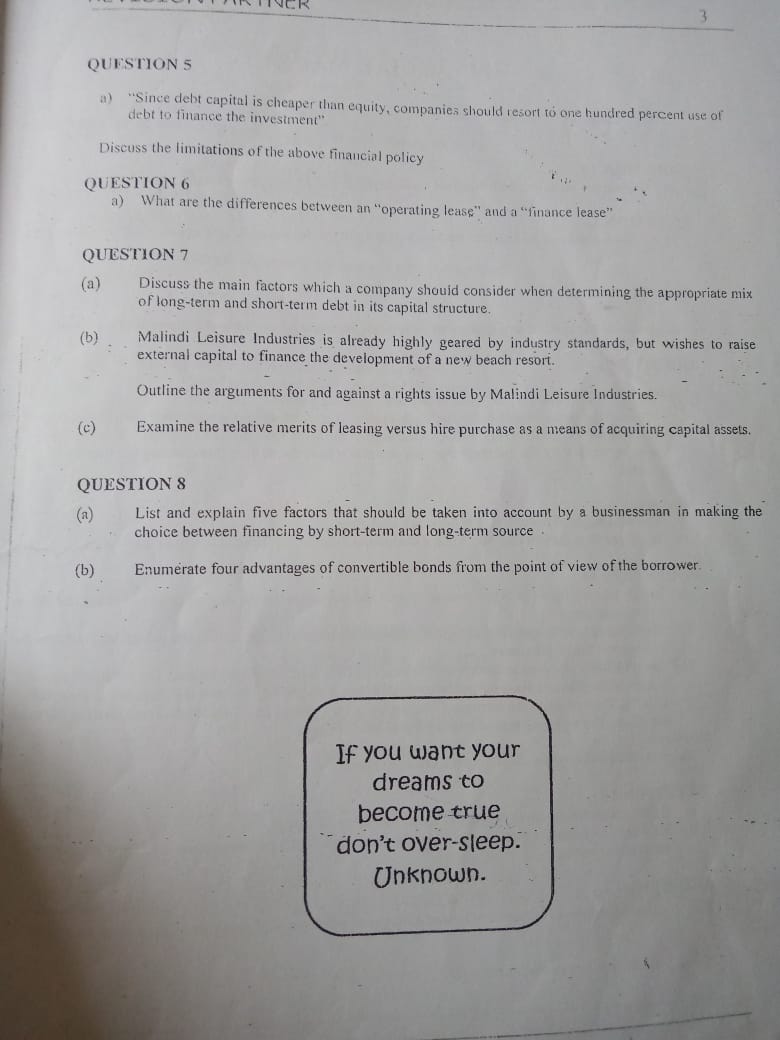 3
QUESTION 5
a) "Since debt capital is cheaper than equity, companies should resort to one hundred percent use of
debt to finance the investment"
Discuss the limitations of the above financial policy
QUESTION 6
a) What are the differences between an "operating lease" and a "finance lease"
QUESTION 7
(a) Discuss the main factors which a company should consider when determining the appropriate mix
of long-term and short-term debt in its capital structure.
(b) Malindi Leisure Industries is already highly geared by industry standards, but wishes to raise
external capital to finance the development of a new beach resort.
Outline the arguments for and against a rights issue by Malindi Leisure Industries.
(c) Examine the relative merits of leasing versus hire purchase as a means of acquiring capital assets.
QUESTION 8
(a) List and explain five factors that should be taken into account by a businessman in making the
choice between financing by short-term and long-term source
(b) Enumerate four advantages of convertible bonds from the point of view of the borrower.
If you want your
dreams to
become true
don't over-sleep.
Unknown.